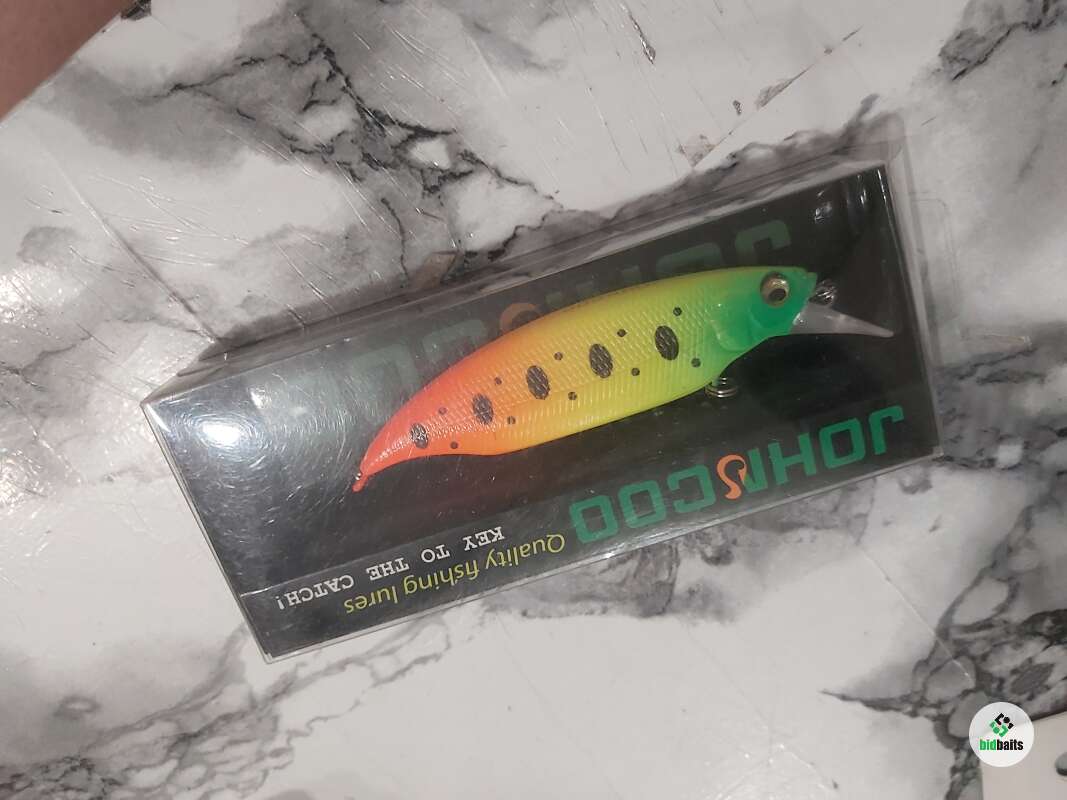 JOHNCOO
Quality fishing lures
KEY TO THE CATCH!
bidbaits